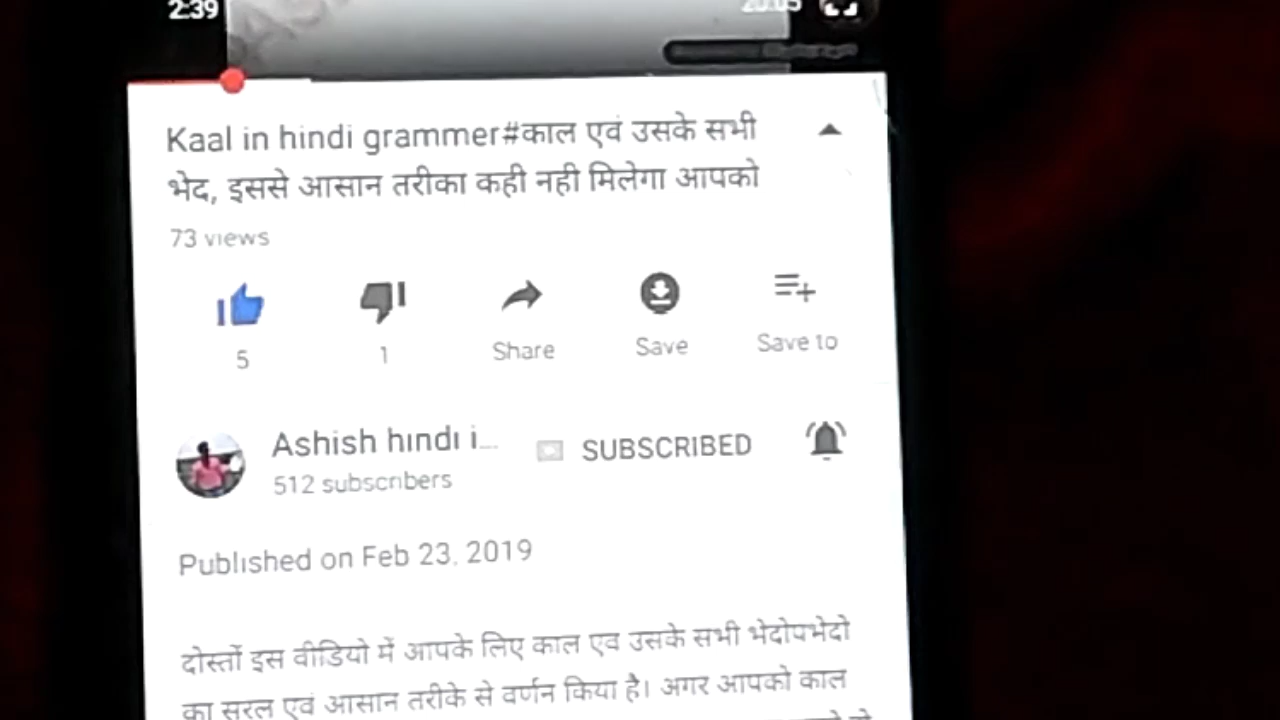 2:39
20:05
Kaal in hindi grammer#काल एवं उसके सभी
भेद, इससे आसान तरीका कही नही मिलेगा आपको
73 views
5
1
Share
Save
Save to
Ashish hindi i...
SUBSCRIBED
512 subscribers
Published on Feb 23, 2019
दोस्तों इस वीडियो में आपके लिए काल एव उसके सभी भेदोपभेदो
का सरल एवं आसान तरीके से वर्णन किया है। अगर आपको काल